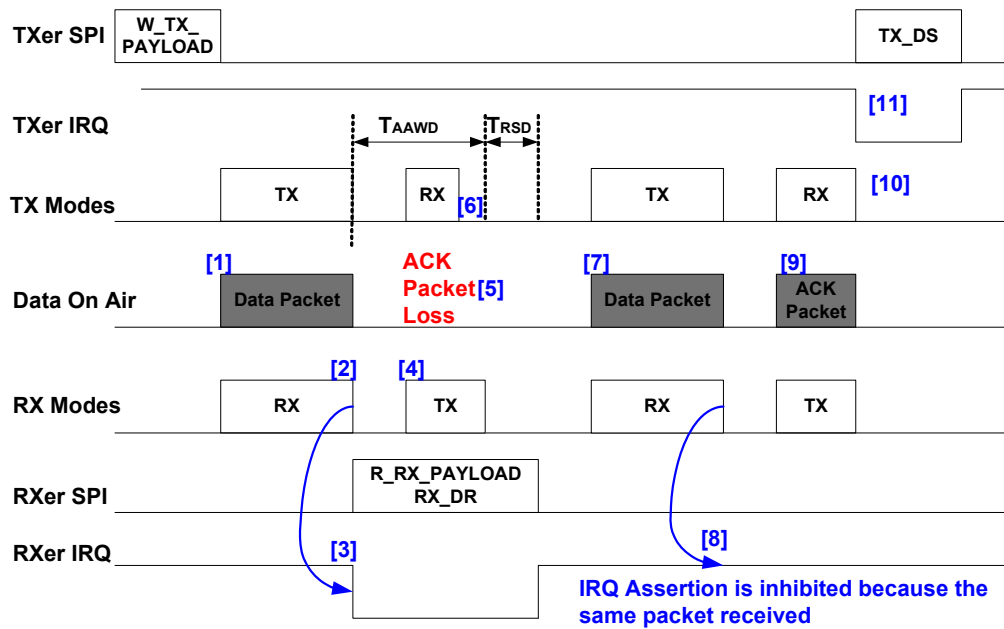 TXer SPI
W_TX_
PAYLOAD
TX_DS
TXer IRQ
[11]
TAAWD
TRSD
TX Modes
TX
RX
[6]
TX
RX
[10]
Data On Air
[1]
Data Packet
ACK
Packet
Loss
[5]
[7]
Data Packet
[9]
ACK
Packet
RX Modes
[2]
RX
[4]
TX
RX
TX
RXer SPI
R_RX_PAYLOAD
RX_DR
RXer IRQ
[3]
[8]
IRQ Assertion is inhibited because the
same packet received